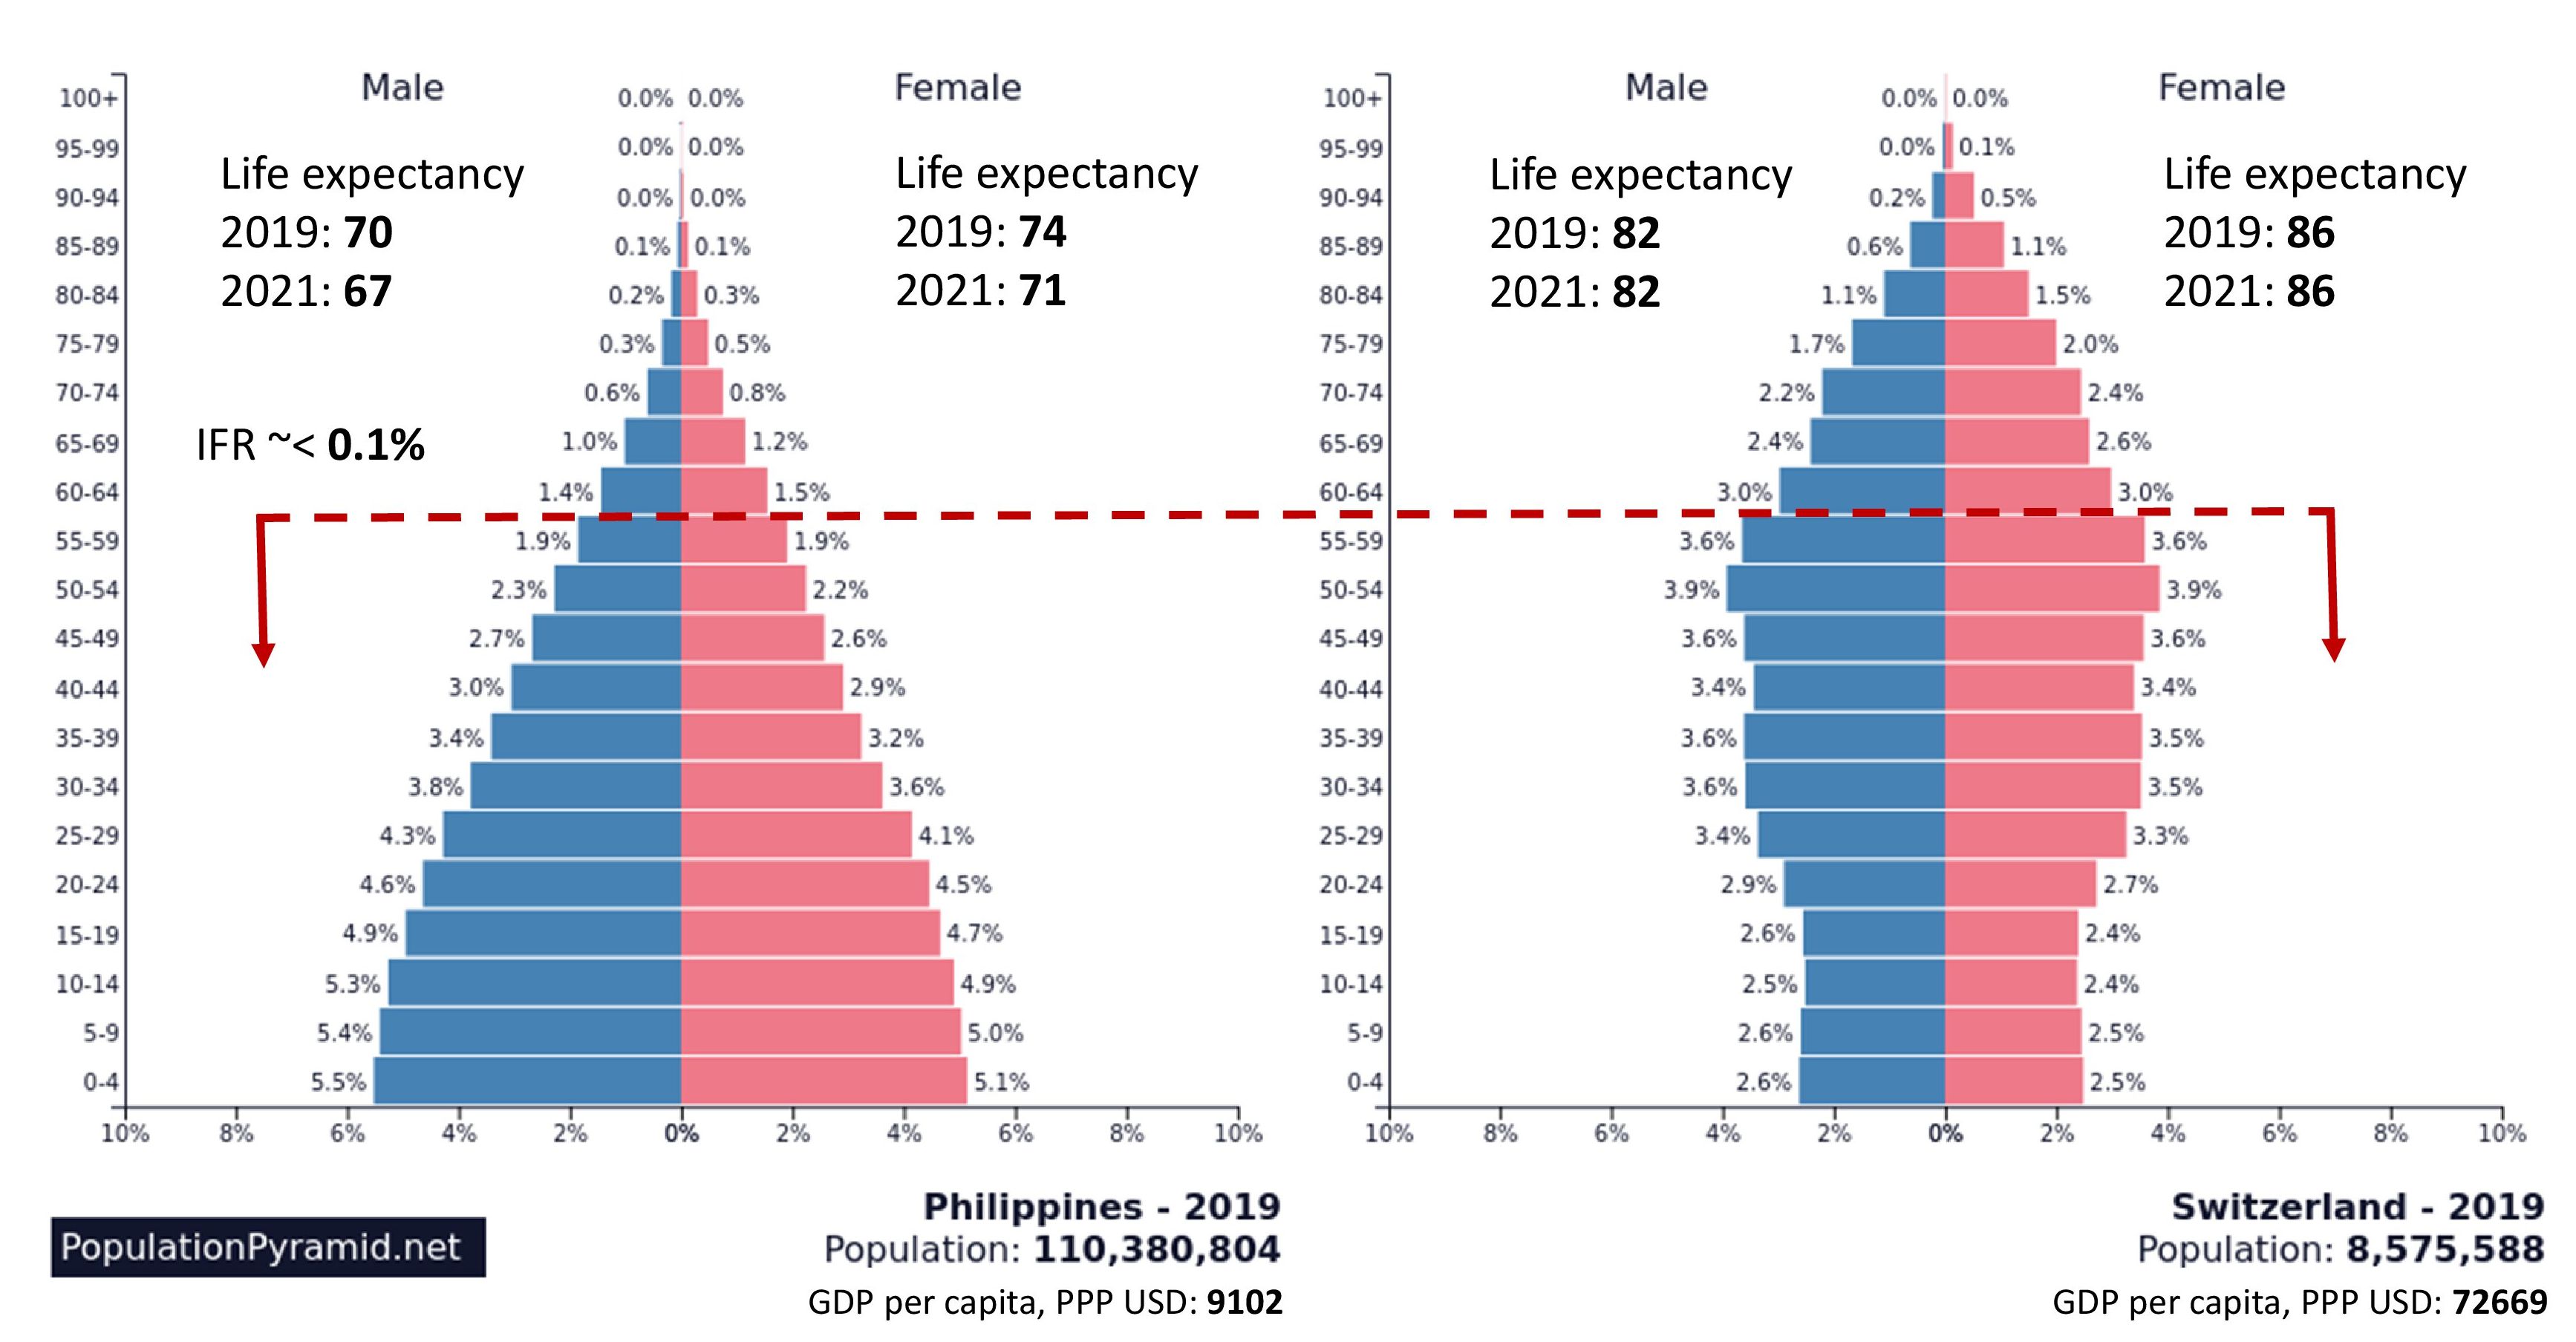 Male
Female
Life expectancy
2019: 70
2021: 67
Life expectancy
2019: 74
2021: 71
IFR ~< 0.1%
100+ 0.0% 0.0%
95-99 0.0% 0.0%
90-94 0.0% 0.0%
85-89 0.1% 0.1%
80-84 0.2% 0.3%
75-79 0.3% 0.5%
70-74 0.6% 0.8%
65-69 1.0% 1.2%
60-64 1.4% 1.5%
55-59 1.9% 1.9%
50-54 2.3% 2.2%
45-49 2.7% 2.6%
40-44 3.0% 2.9%
35-39 3.4% 3.2%
30-34 3.8% 3.6%
25-29 4.3% 4.1%
20-24 4.6% 4.5%
15-19 4.9% 4.7%
10-14 5.3% 4.9%
5-9 5.4% 5.0%
0-4 5.5% 5.1%
10% 8% 6% 4% 2% 0% 2% 4% 6% 8% 10%
PopulationPyramid.net
Philippines - 2019
Population: 110,380,804
GDP per capita, PPP USD: 9102
Male
Female
Life expectancy
2019: 82
2021: 82
Life expectancy
2019: 86
2021: 86
100+ 0.0% 0.0%
95-99 0.0% 0.1%
90-94 0.2% 0.5%
85-89 0.6% 1.1%
80-84 1.1% 1.5%
75-79 1.7% 2.0%
70-74 2.2% 2.4%
65-69 2.4% 2.6%
60-64 3.0% 3.0%
55-59 3.6% 3.6%
50-54 3.9% 3.9%
45-49 3.6% 3.6%
40-44 3.4% 3.4%
35-39 3.6% 3.5%
30-34 3.6% 3.5%
25-29 3.4% 3.3%
20-24 2.9% 2.7%
15-19 2.6% 2.4%
10-14 2.5% 2.4%
5-9 2.6% 2.5%
0-4 2.6% 2.5%
10% 8% 6% 4% 2% 0% 2% 4% 6% 8% 10%
Switzerland - 2019
Population: 8,575,588
GDP per capita, PPP USD: 72669